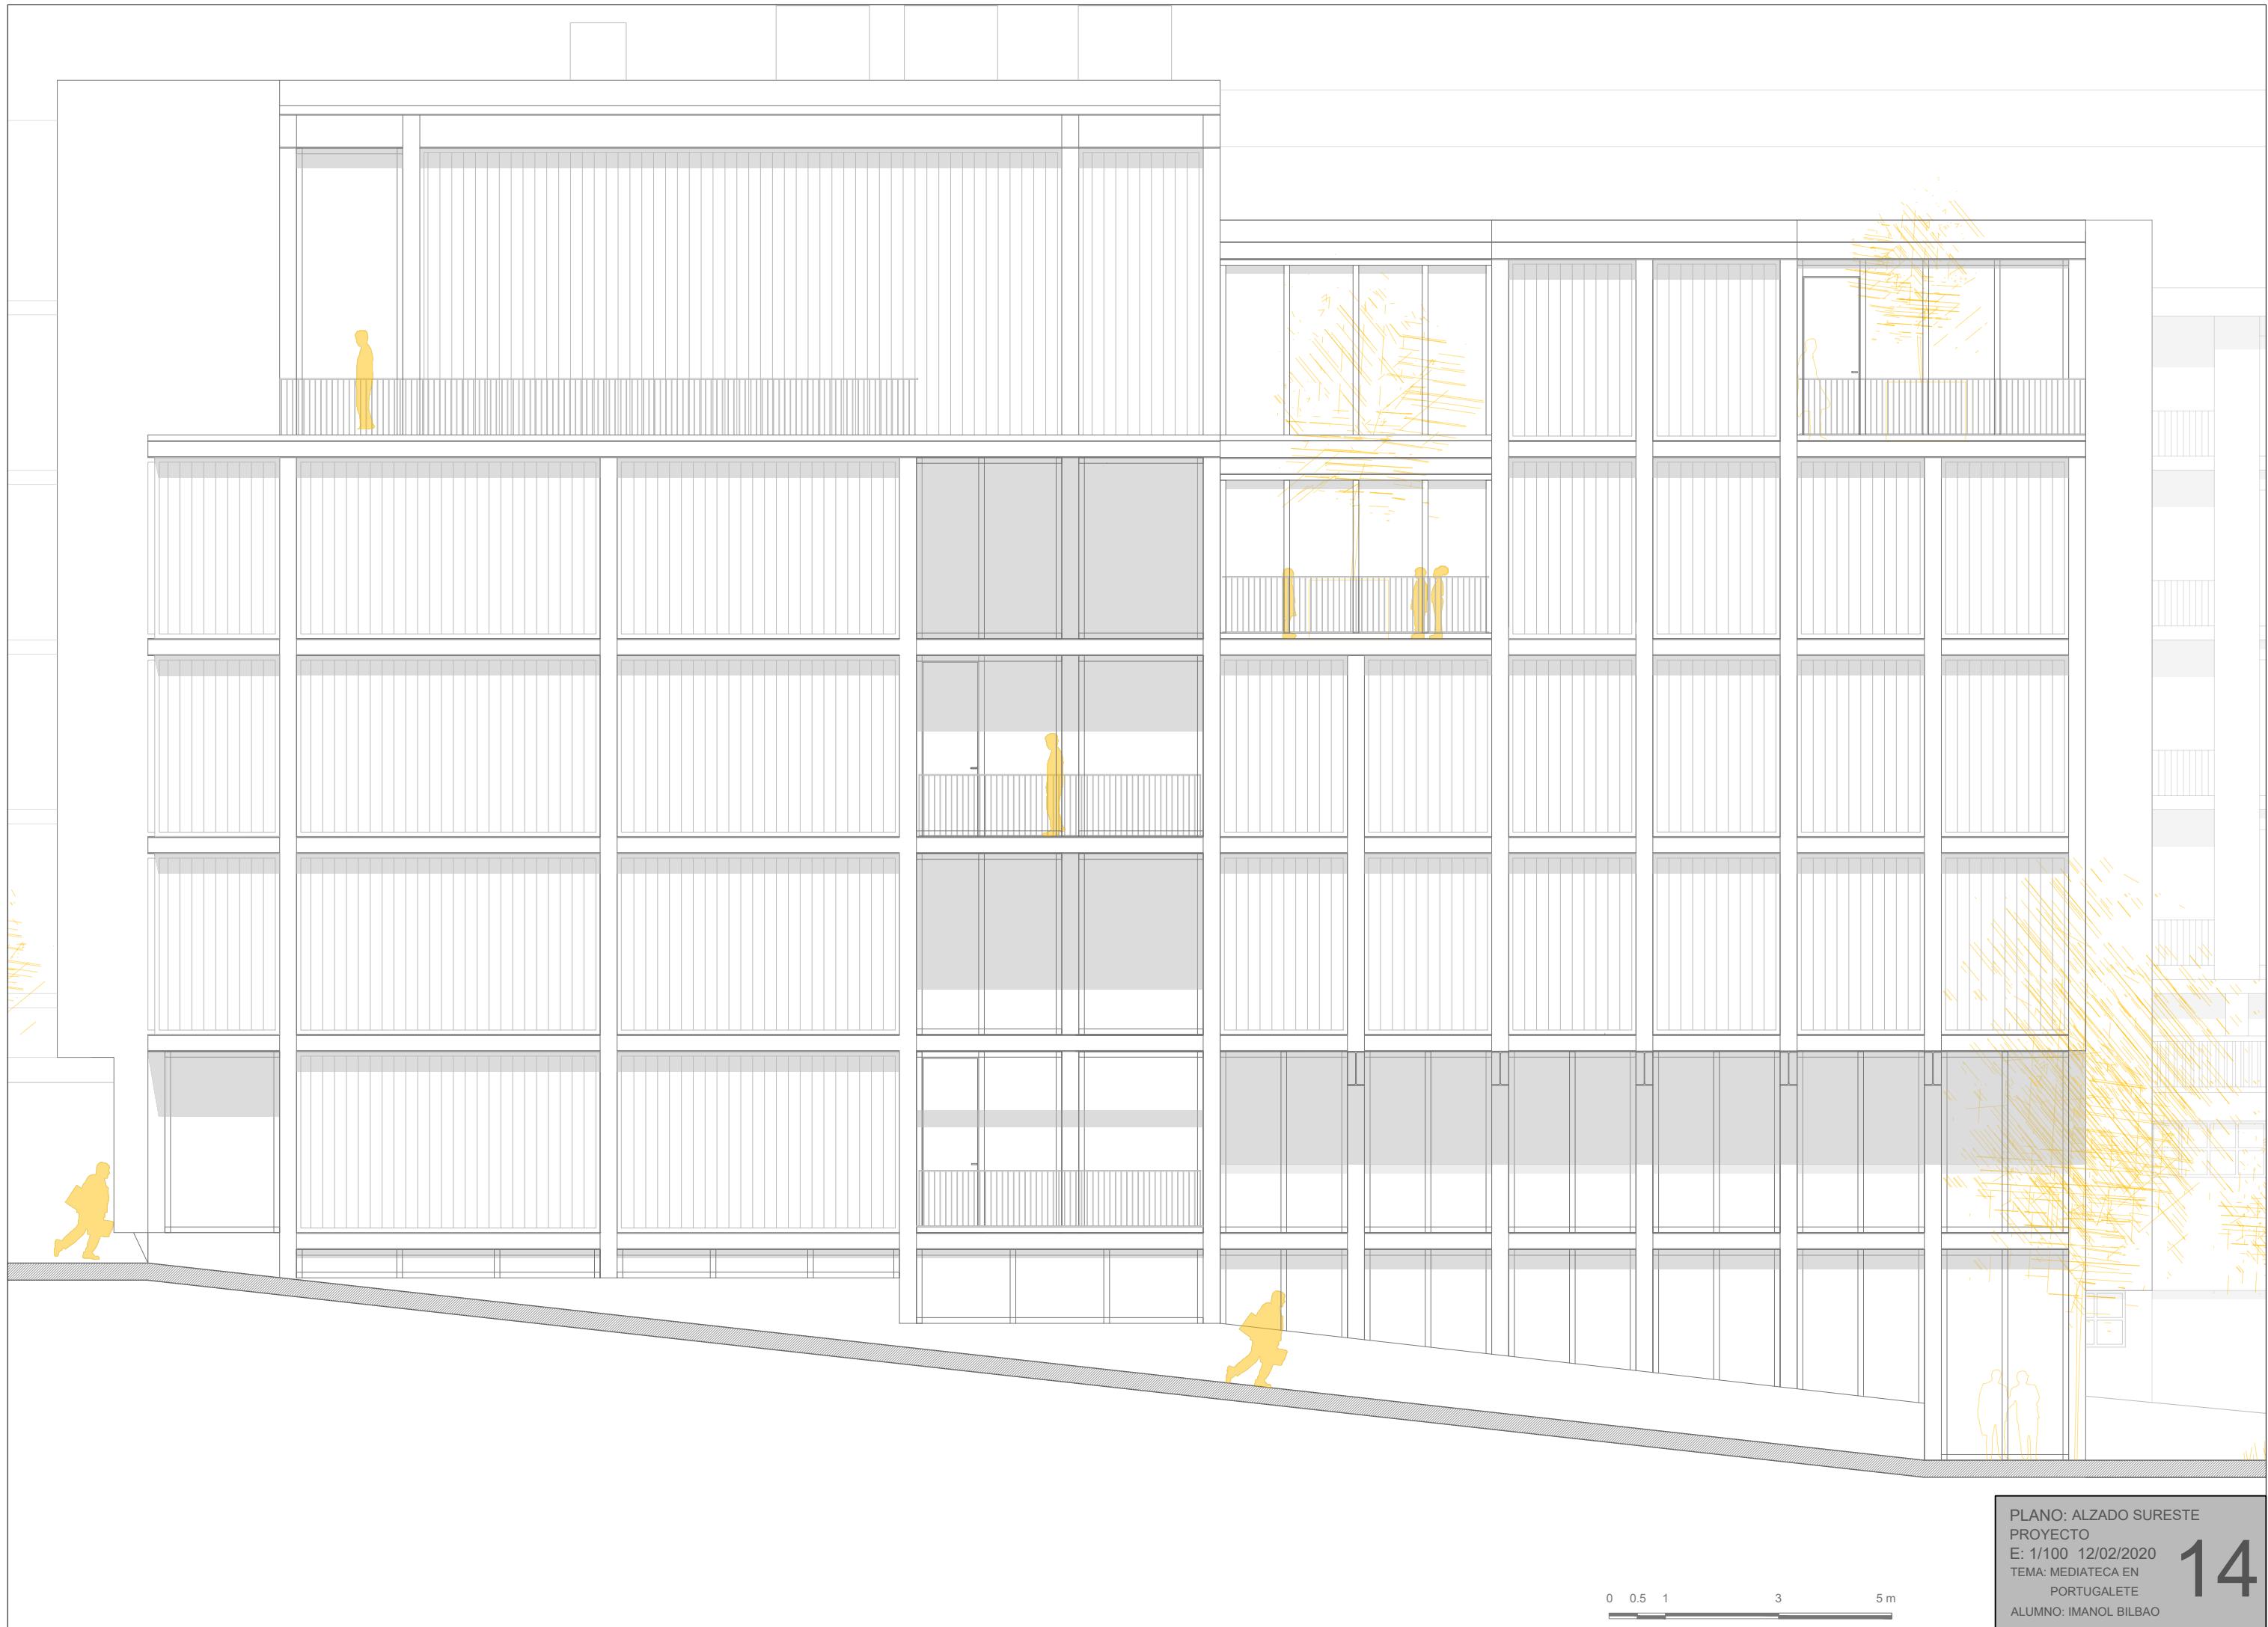 PLANO: ALZADO SURESTE
PROYECTO
E: 1/100 12/02/2020
TEMA: MEDIATECA EN
PORTUGALETE
ALUMNO: IMANOL BILBAO
14
0 0.5 1 3 5 m